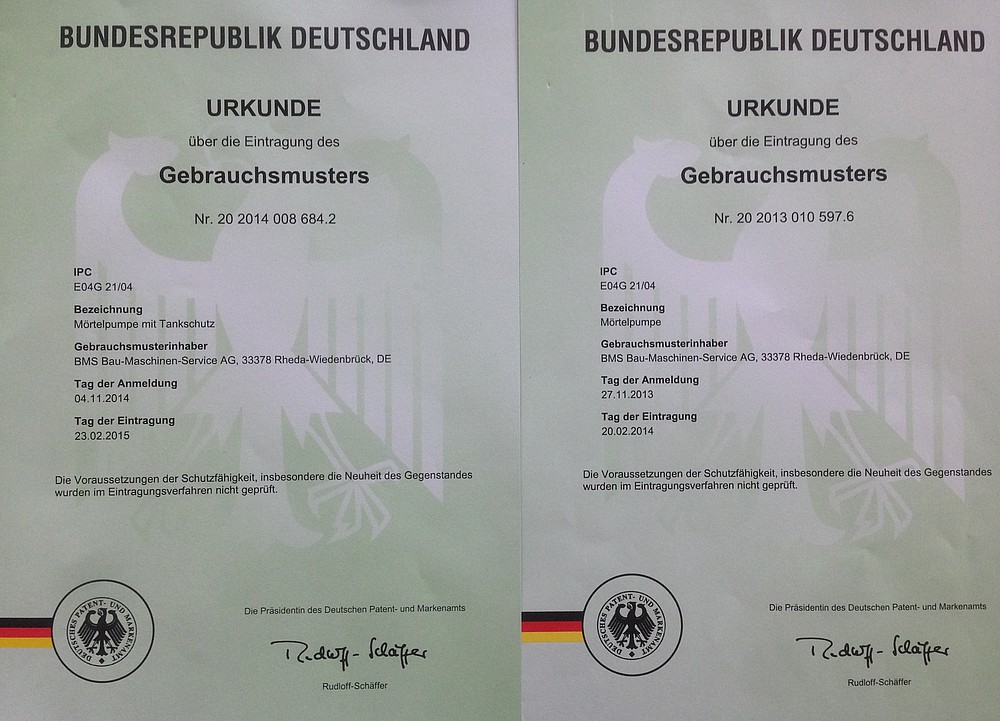 BUNDESREPUBLIK DEUTSCHLAND
URKUNDE
über die Eintragung des
Gebrauchsmusters
Nr. 20 2014 008 684.2
IPC
E04G 21/04
Bezeichnung
Mörtelpumpe mit Tankschutz
Gebrauchsmusterinhaber
BMS Bau-Maschinen-Service AG, 33378 Rheda-Wiedenbrück, DE
Tag der Anmeldung
04.11.2014
Tag der Eintragung
23.02.2015
Die Voraussetzungen der Schutzfähigkeit, insbesondere die Neuheit des Gegenstandes
wurden im Eintragungsverfahren nicht geprüft.
DEUTSCHES PATENT- UND MARKENAMT
Die Präsidentin des Deutschen Patent- und Markenamts
Rudloff-Schäffer
Rudloff-Schäffer
BUNDESREPUBLIK DEUTSCHLAND
URKUNDE
über die Eintragung des
Gebrauchsmusters
Nr. 20 2013 010 597.6
IPC
E04G 21/04
Bezeichnung
Mörtelpumpe
Gebrauchsmusterinhaber
BMS Bau-Maschinen-Service AG, 33378 Rheda-Wiedenbrück, DE
Tag der Anmeldung
27.11.2013
Tag der Eintragung
20.02.2014
Die Voraussetzungen der Schutzfähigkeit, insbesondere die Neuheit des Gegenstandes
wurden im Eintragungsverfahren nicht geprüft.
DEUTSCHES PATENT- UND MARKENAMT
Die Präsidentin des Deutschen Patent- und Markenamts
Rudloff-Schäffer
Rudloff-Schäffer